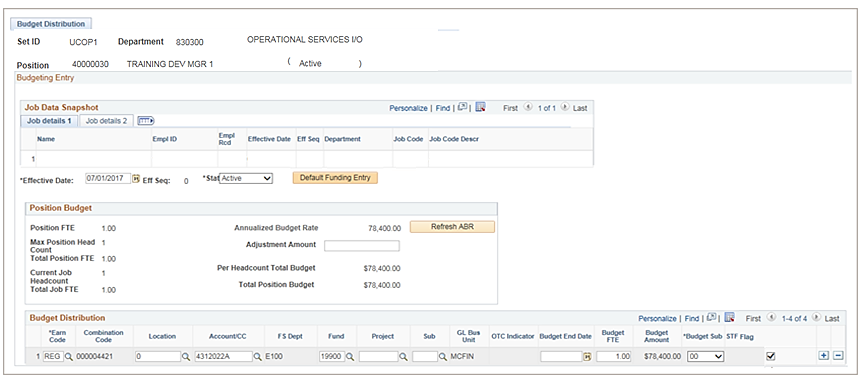 Budget Distribution
Set ID UCOP1 Department 830300 OPERATIONAL SERVICES I/O
Position 40000030 TRAINING DEV MGR 1 ( Active )
Budgeting Entry
Job Data Snapshot Personalize | Find | | First 1 of 1 Last
Job details 1 Job details 2
Name Empl ID Empl Rcd Effective Date Eff Seq Department Job Code Job Code Descr
1
*Effective Date: 07/01/2017 Eff Seq: 0 *Stat Active Default Funding Entry
Position Budget
Position FTE 1.00 Annualized Budget Rate 78,400.00 Refresh ABR
Max Position Head Count 1 Adjustment Amount
Total Position FTE 1.00 Per Headcount Total Budget $78,400.00
Current Job Headcount 1 Total Position Budget $78,400.00
Total Job FTE 1.00
Budget Distribution Personalize | Find | | First 1-4 of 4 Last
*Earn Code Combination Code Location Account/CC FS Dept Fund Project Sub GL Bus Unit OTC Indicator Budget End Date Budget FTE Budget Amount *Budget Sub STF Flag
1 REG 000004421 0 4312022A E100 19900 MCFIN 1.00 $78,400.00 00